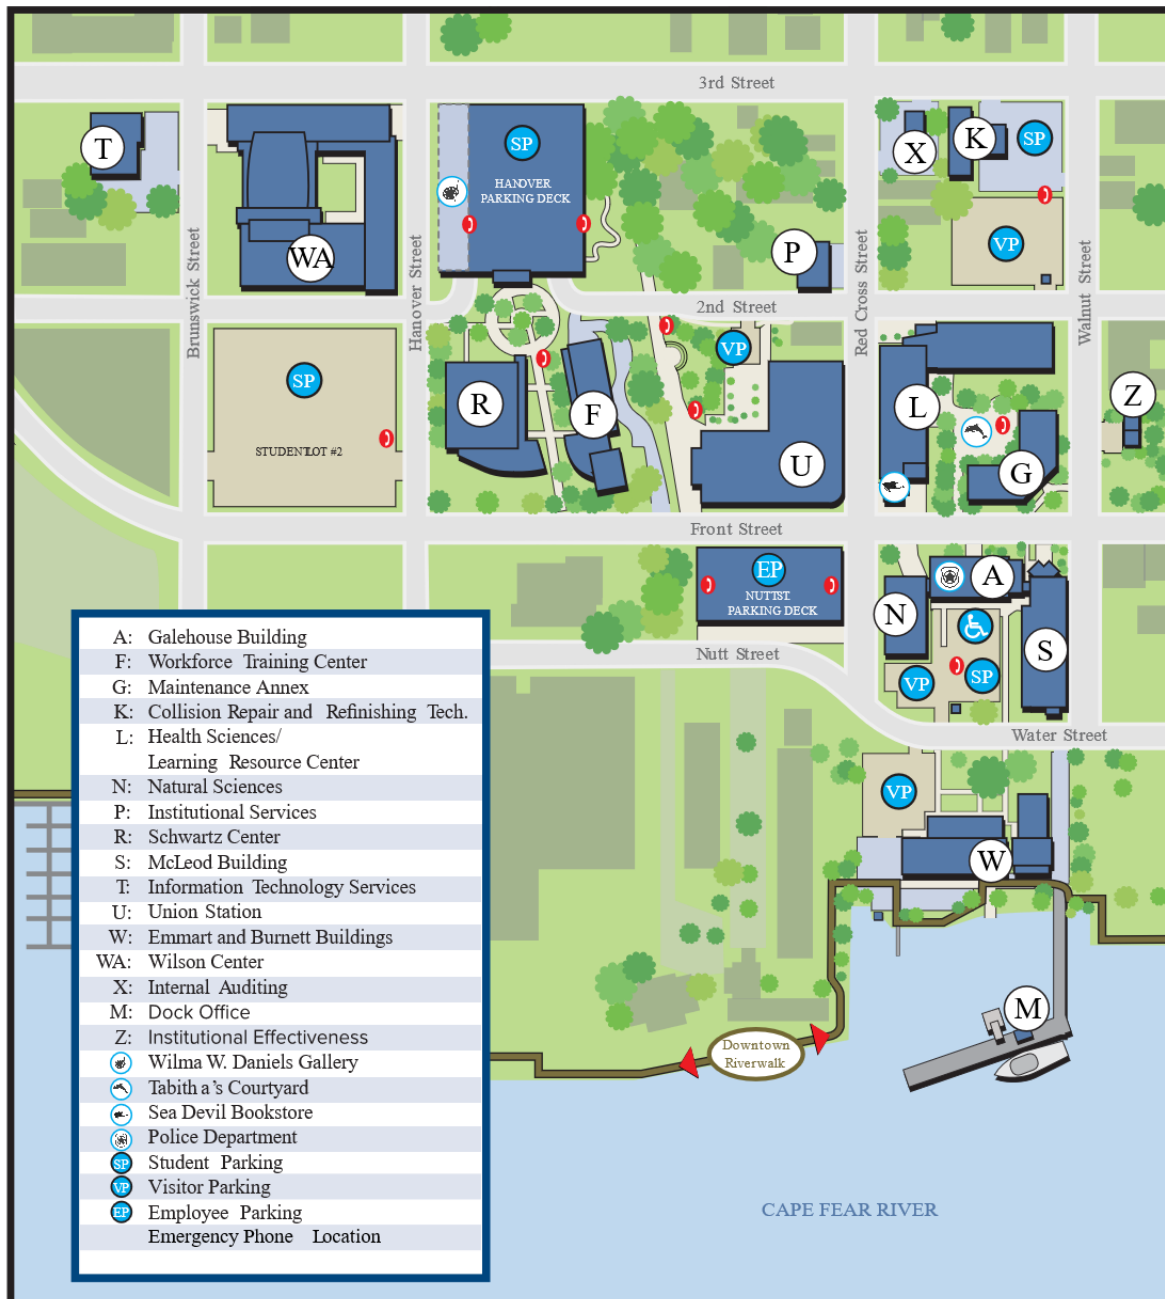 3rd Street
T
SP
HANOVER
PARKING DECK
X
K
SP
WA
P
VP
Brunswick Street
Hanover Street
2nd Street
Red Cross Street
Walnut Street
SP
STUDENT LOT #2
R
F
VP
U
L
G
Z
Front Street
EP
NUTT ST.
PARKING DECK
A
N
S
VP
SP
Nutt Street
Water Street
VP
W
M
Downtown
Riverwalk
CAPE FEAR RIVER
A: Galehouse Building
F: Workforce Training Center
G: Maintenance Annex
K: Collision Repair and Refinishing Tech.
L: Health Sciences/
Learning Resource Center
N: Natural Sciences
P: Institutional Services
R: Schwartz Center
S: McLeod Building
T: Information Technology Services
U: Union Station
W: Emmart and Burnett Buildings
WA: Wilson Center
X: Internal Auditing
M: Dock Office
Z: Institutional Effectiveness
Wilma W. Daniels Gallery
Tabitha's Courtyard
Sea Devil Bookstore
Police Department
SP Student Parking
VP Visitor Parking
EP Employee Parking
Emergency Phone Location